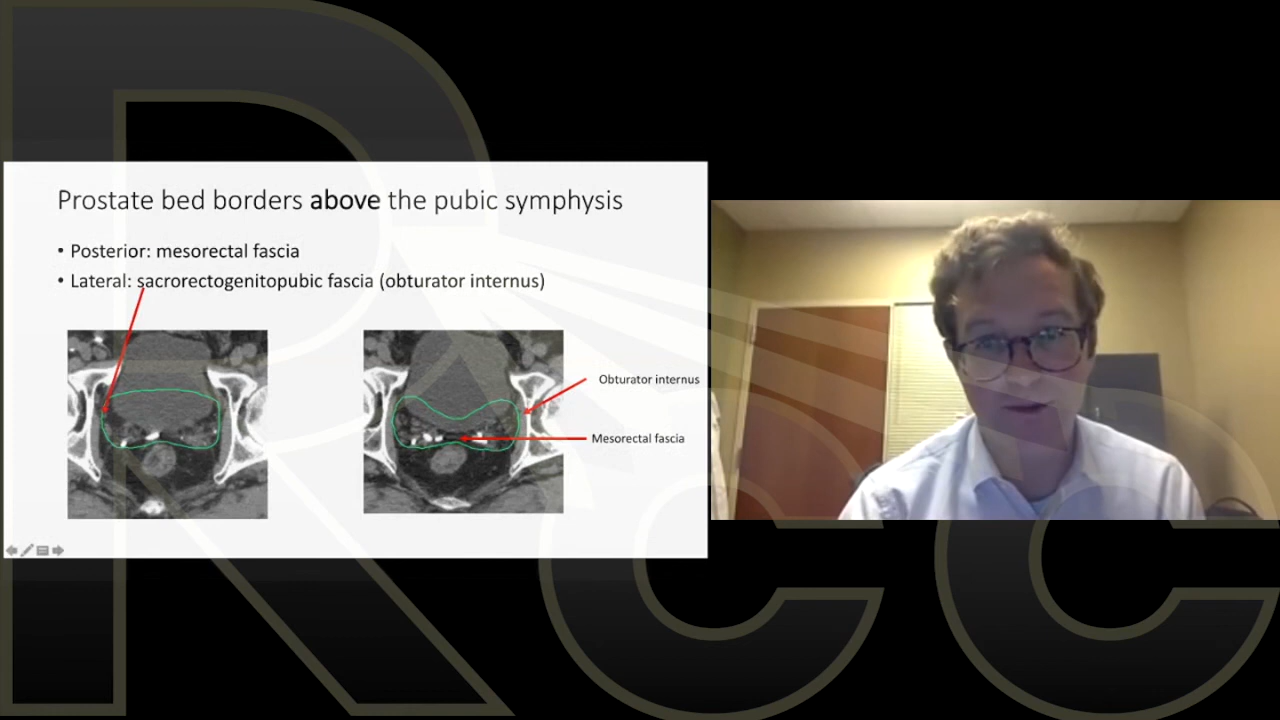 Prostate bed borders above the pubic symphysis
• Posterior: mesorectal fascia
• Lateral: sacrorectogenitopubic fascia (obturator internus)
Obturator internus
Mesorectal fascia
Rcc